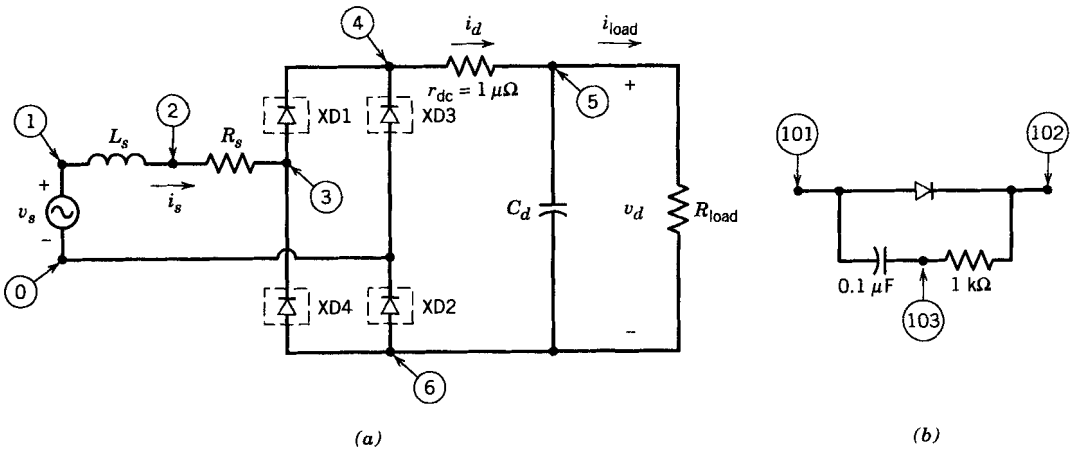 4
i_d
i_load
r_dc = 1 μΩ
5
+
XD1
XD3
1
2
L_s
R_s
+
v_s
−
i_s
3
C_d
v_d
R_load
0
XD4
XD2
−
6
(a)
101
102
0.1 μF
1 kΩ
103
(b)